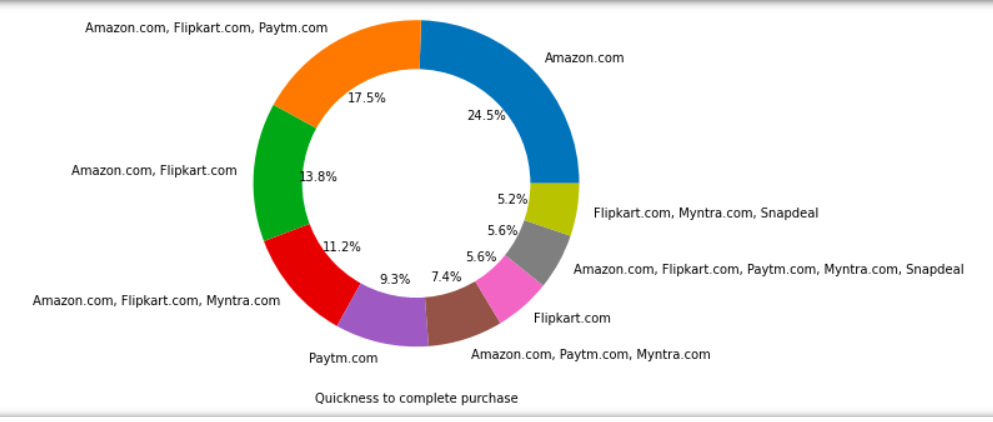 Amazon.com, Flipkart.com, Paytm.com
Amazon.com
17.5%
24.5%
Amazon.com, Flipkart.com
13.8%
5.2%
Flipkart.com, Myntra.com, Snapdeal
5.6%
11.2%
5.6%
Amazon.com, Flipkart.com, Paytm.com, Myntra.com, Snapdeal
9.3%
7.4%
Amazon.com, Flipkart.com, Myntra.com
Flipkart.com
Paytm.com
Amazon.com, Paytm.com, Myntra.com
Quickness to complete purchase